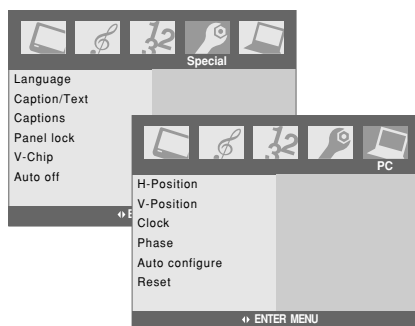 Special
Language
Caption/Text
Captions
Panel lock
V-Chip
Auto off
PC
H-Position
V-Position
Clock
Phase
Auto configure
Reset
ENTER MENU